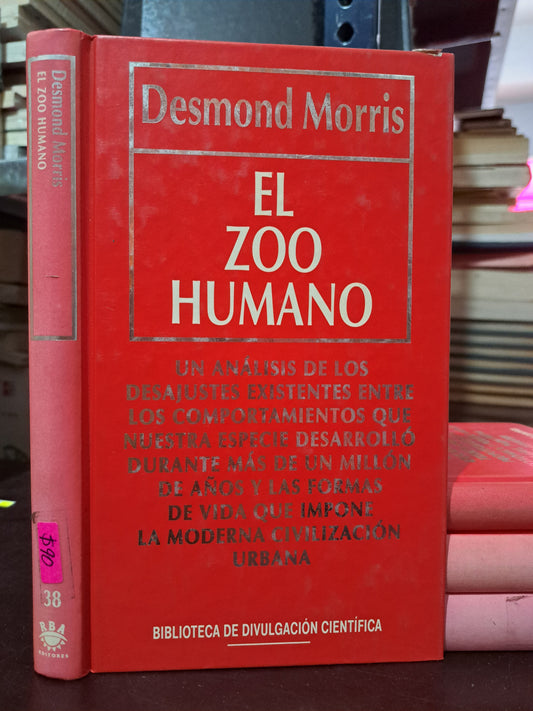 Desmond Morris
EL ZOO HUMANO
$90
38
RBA
EDITORES
Desmond Morris
EL
ZOO
HUMANO
UN ANÁLISIS DE LOS
DESAJUSTES EXISTENTES ENTRE
LOS COMPORTAMIENTOS QUE
NUESTRA ESPECIE DESARROLLÓ
DURANTE MÁS DE UN MILLÓN
DE AÑOS Y LAS FORMAS
DE VIDA QUE IMPONE
LA MODERNA CIVILIZACIÓN
URBANA
BIBLIOTECA DE DIVULGACIÓN CIENTÍFICA